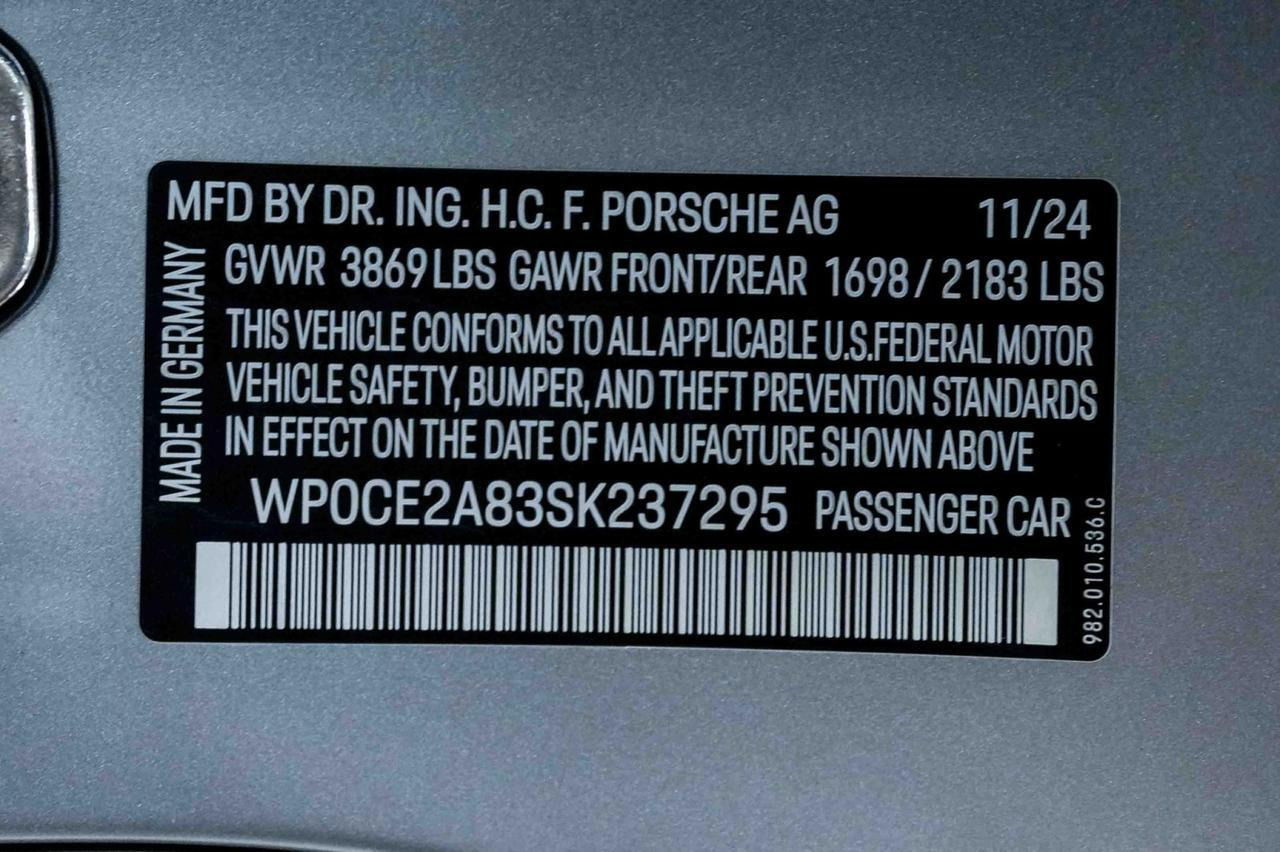 MFD BY DR. ING. H.C. F. PORSCHE AG 11/24
GVWR 3869 LBS GAWR FRONT/REAR 1698 / 2183 LBS
THIS VEHICLE CONFORMS TO ALL APPLICABLE U.S.FEDERAL MOTOR
VEHICLE SAFETY, BUMPER, AND THEFT PREVENTION STANDARDS
IN EFFECT ON THE DATE OF MANUFACTURE SHOWN ABOVE
WP0CE2A83SK237295 PASSENGER CAR
MADE IN GERMANY
982.010.536.C